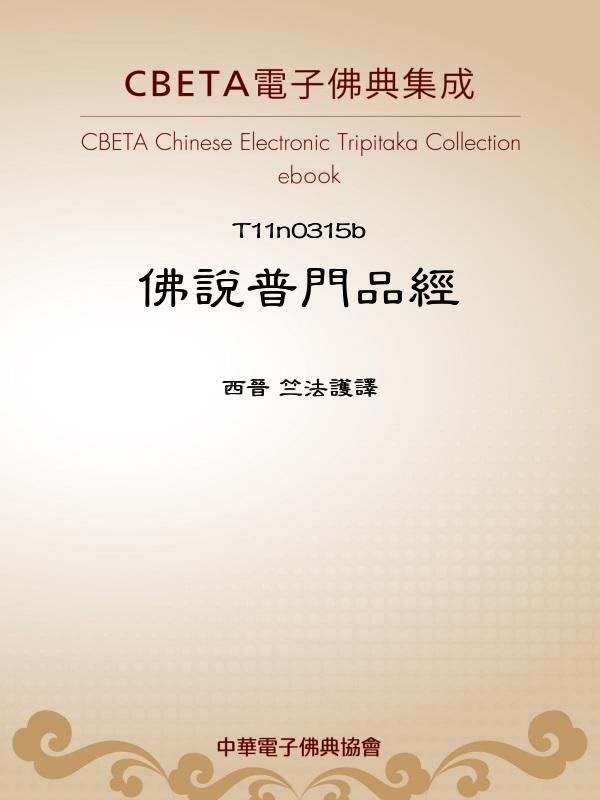 CBETA電子佛典集成
CBETA Chinese Electronic Tripitaka Collection
ebook
T11n0315b
佛說普門品經
西晉 竺法護譯
中華電子佛典協會